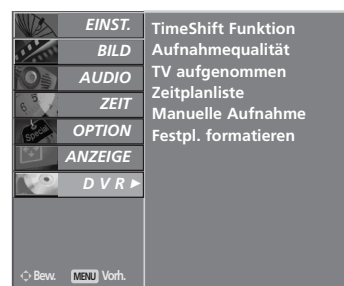 EINST.
BILD
AUDIO
ZEIT
OPTION
ANZEIGE
D V R ►
Bew. MENU Vorh.
TimeShift Funktion
Aufnahmequalität
TV aufgenommen
Zeitplanliste
Manuelle Aufnahme
Festpl. formatieren